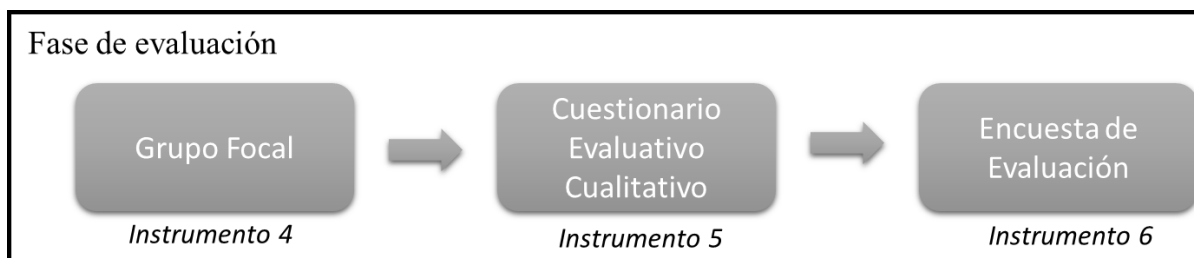 Fase de evaluación
Grupo Focal
Instrumento 4
Cuestionario
Evaluativo
Cualitativo
Instrumento 5
Encuesta de
Evaluación
Instrumento 6